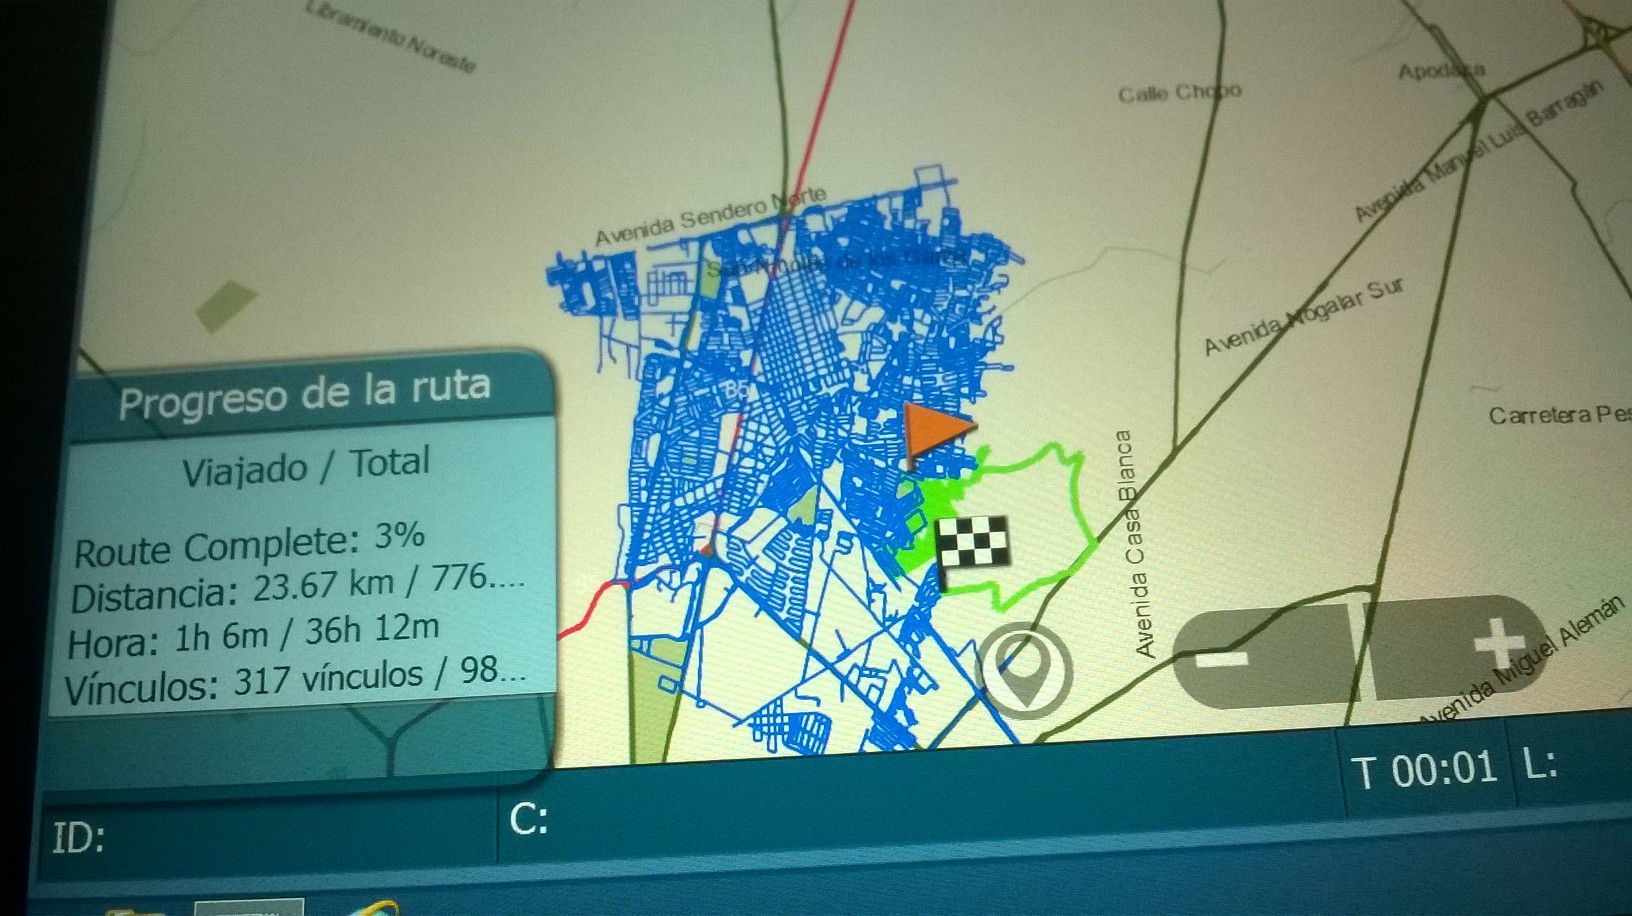 Libramiento Noreste
Calle Chopo
Apodaca
Avenida Manuel Luis Barragán
Avenida Sendero Norte
San Nicolás de los Garza
Avenida Nogalar Sur
Carretera Pes
85
Avenida Casa Blanca
Avenida Miguel Alemán
Progreso de la ruta
Viajado / Total
Route Complete: 3%
Distancia: 23.67 km / 776....
Hora: 1h 6m / 36h 12m
Vínculos: 317 vínculos / 98...
ID:
C:
T 00:01
L: